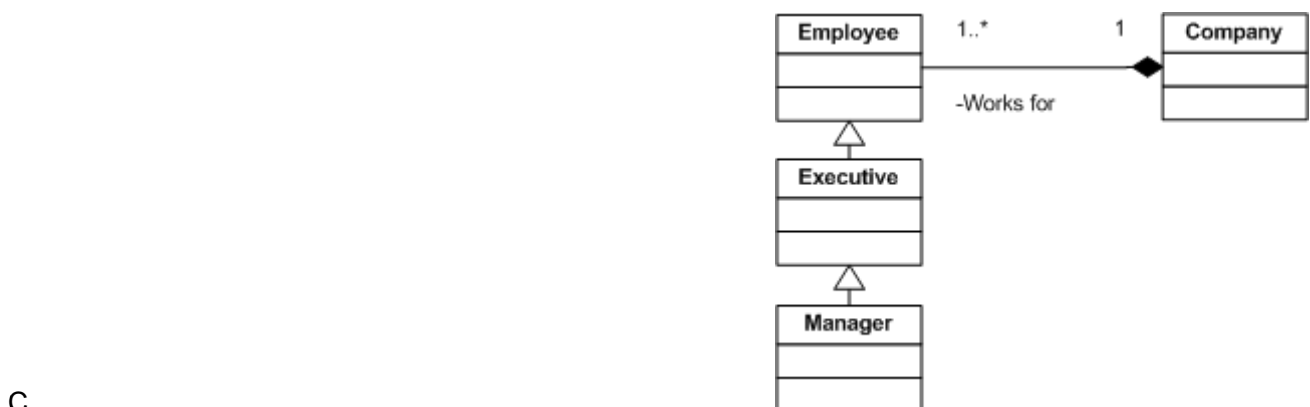 Employee
1..*
1
Company
-Works for
Executive
Manager
C